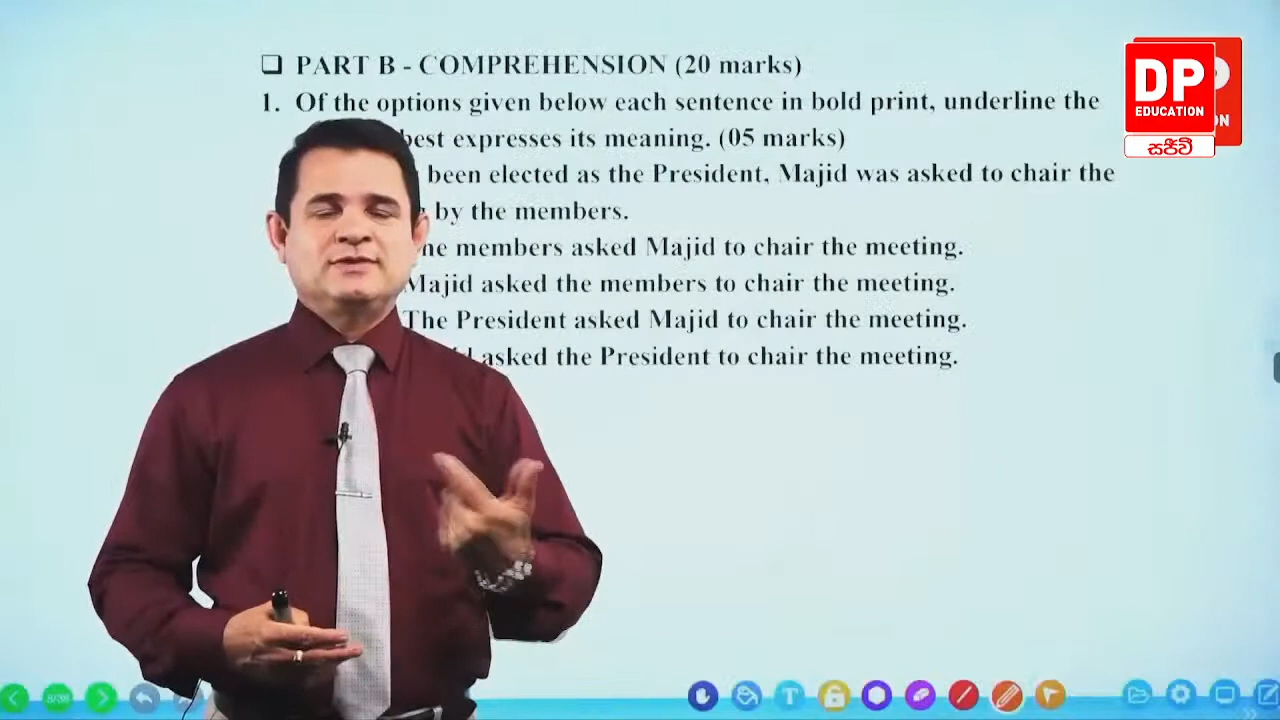 PART B - COMPREHENSION (20 marks)
1. Of the options given below each sentence in bold print, underline the
best expresses its meaning. (05 marks)
been elected as the President, Majid was asked to chair the
by the members.
members asked Majid to chair the meeting.
Majid asked the members to chair the meeting.
The President asked Majid to chair the meeting.
asked the President to chair the meeting.
DP
EDUCATION
සජීවී